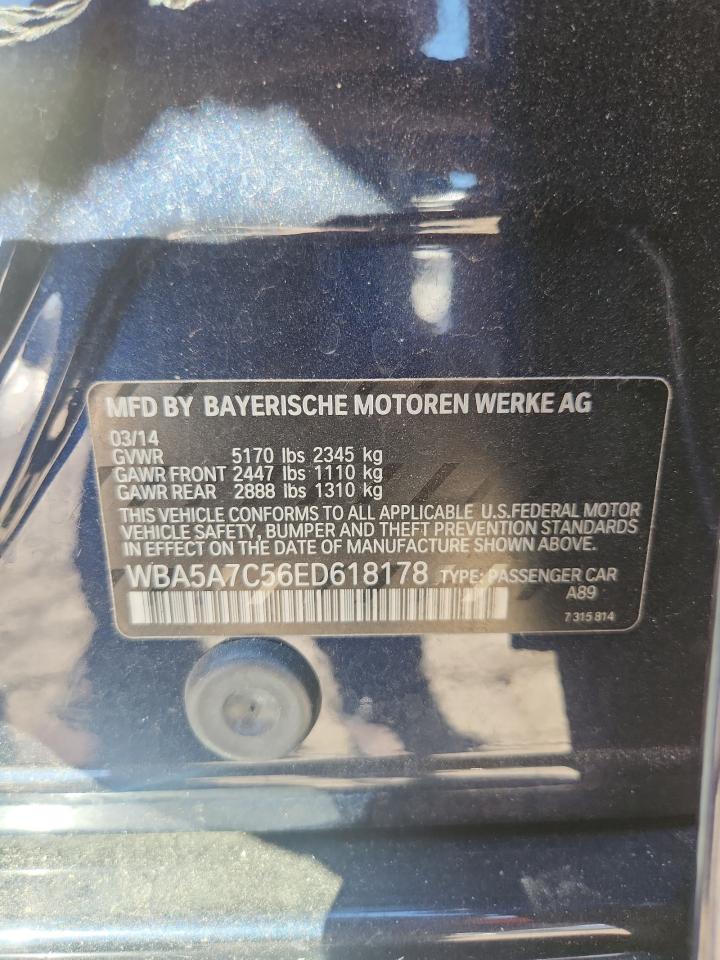 MFD BY BAYERISCHE MOTOREN WERKE AG
03/14
GVWR 5170 lbs 2345 kg
GAWR FRONT 2447 lbs 1110 kg
GAWR REAR 2888 lbs 1310 kg
THIS VEHICLE CONFORMS TO ALL APPLICABLE U.S.FEDERAL MOTOR
VEHICLE SAFETY, BUMPER AND THEFT PREVENTION STANDARDS
IN EFFECT ON THE DATE OF MANUFACTURE SHOWN ABOVE.
WBA5A7C56ED618178 TYPE: PASSENGER CAR
A89
7 315 814